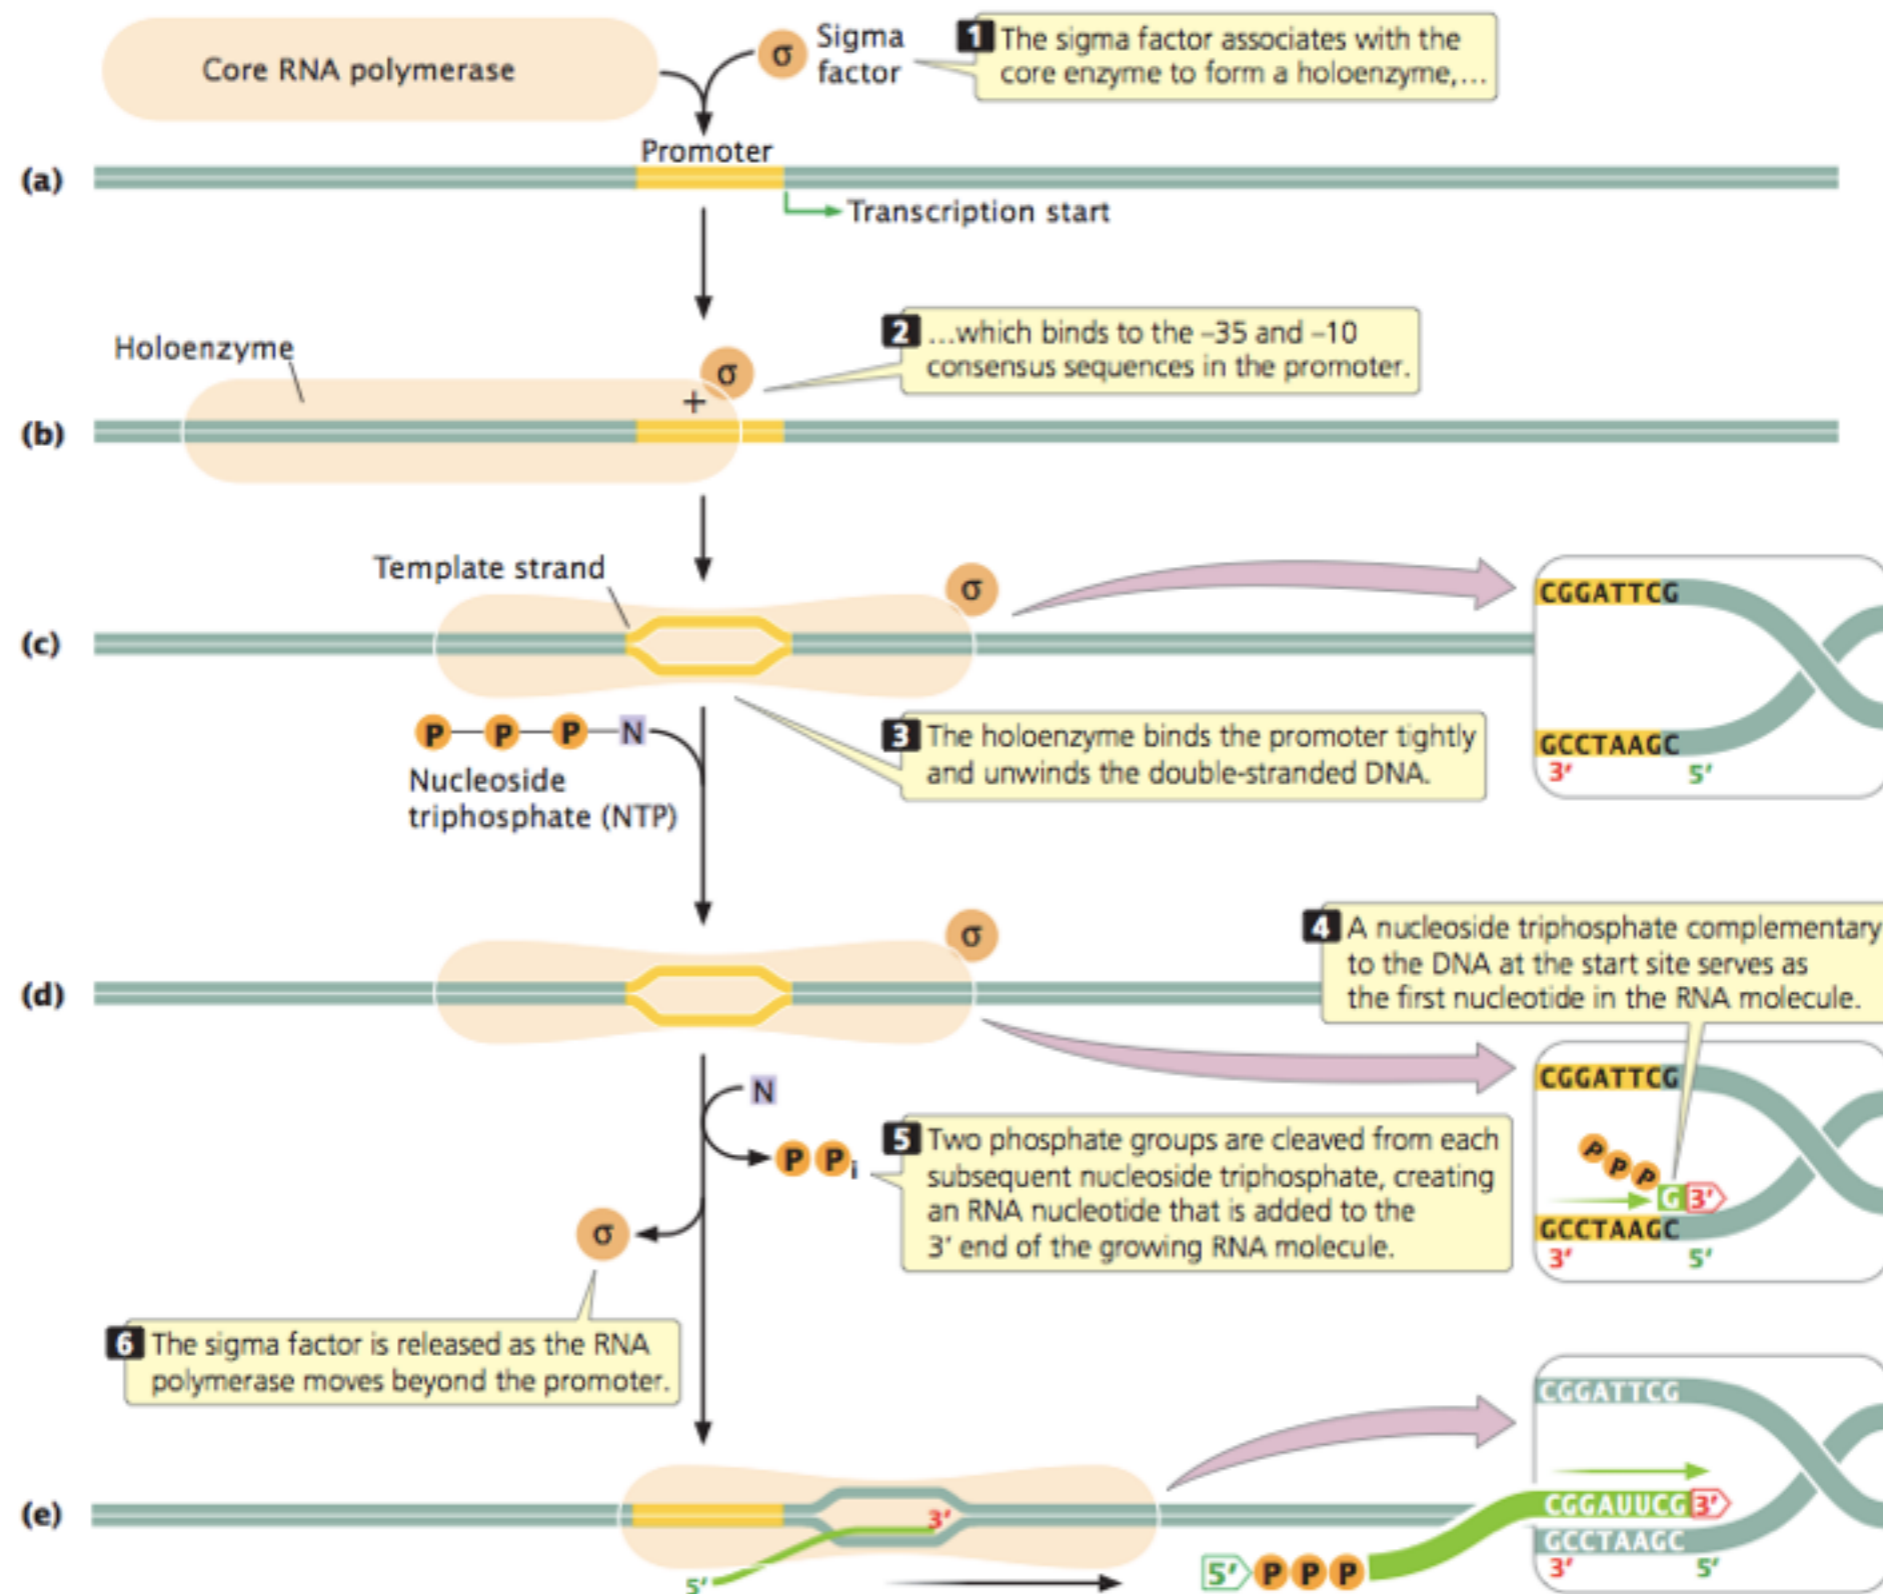 Core RNA polymerase
σ
Sigma
factor
1 The sigma factor associates with the
core enzyme to form a holoenzyme,…
Promoter
(a)
Transcription start
Holoenzyme
σ
+
2 …which binds to the –35 and –10
consensus sequences in the promoter.
(b)
Template strand
σ
CGGATTCG
(c)
P P P N
Nucleoside
triphosphate (NTP)
3 The holoenzyme binds the promoter tightly
and unwinds the double-stranded DNA.
GCCTAAGC
3′ 5′
σ
4 A nucleoside triphosphate complementary
to the DNA at the start site serves as
the first nucleotide in the RNA molecule.
(d)
CGGATTCG
N
P Pi
5 Two phosphate groups are cleaved from each
subsequent nucleoside triphosphate, creating
an RNA nucleotide that is added to the
3′ end of the growing RNA molecule.
P P P
G 3′
GCCTAAGC
3′ 5′
σ
6 The sigma factor is released as the RNA
polymerase moves beyond the promoter.
CGGATTCG
(e)
3′
5′
CGGAUUCG 3′
GCCTAAGC
3′ 5′
5′ P P P